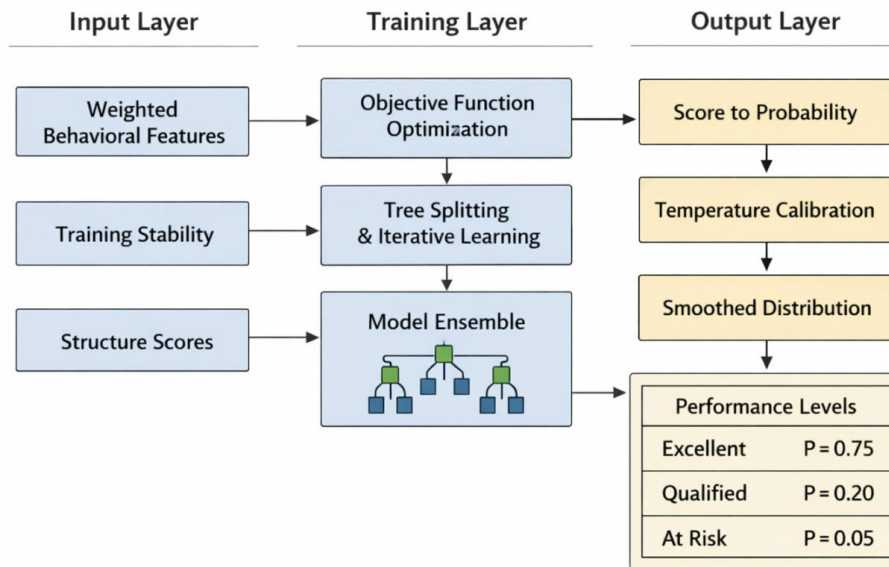 Input Layer
Training Layer
Output Layer
Weighted
Behavioral Features
Objective Function
Optimization
Score to Probability
Training Stability
Tree Splitting
& Iterative Learning
Temperature Calibration
Structure Scores
Model Ensemble
Smoothed Distribution
Performance Levels
Excellent P = 0.75
Qualified P = 0.20
At Risk P = 0.05